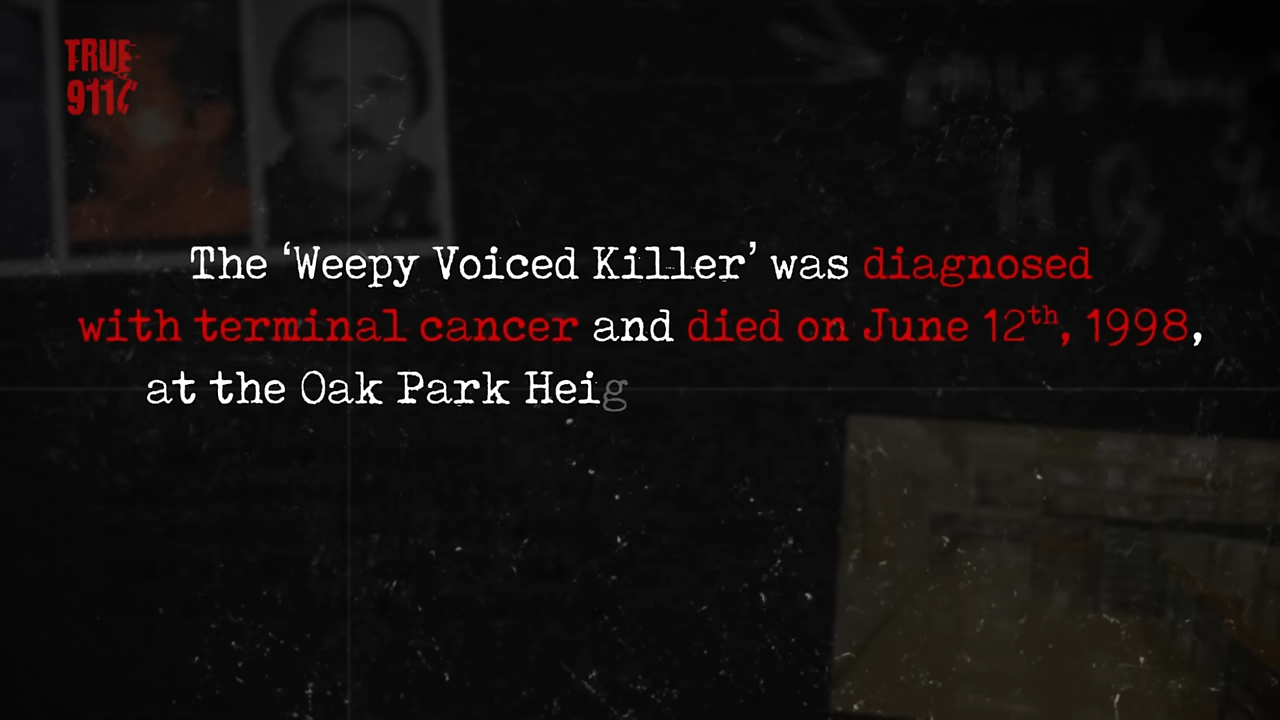 TRUE
911
The ‘Weepy Voiced Killer’ was diagnosed
with terminal cancer and died on June 12th, 1998,
at the Oak Park Heig